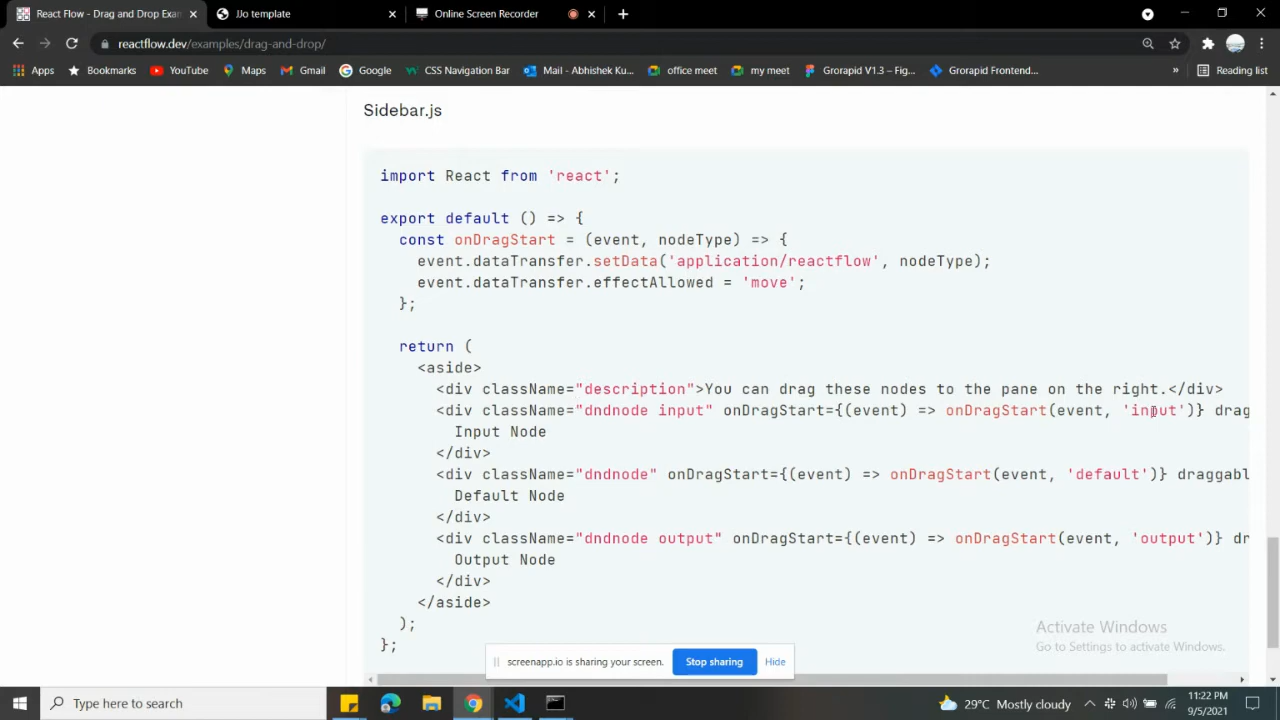 React Flow - Drag and Drop Exan
JJo template
Online Screen Recorder
reactflow.dev/examples/drag-and-drop/
Apps
Bookmarks
YouTube
Maps
Gmail
Google
CSS Navigation Bar
Mail - Abhishek Ku...
office meet
my meet
Grorapid V1.3 – Fig...
Grorapid Frontend...
»
Reading list
Sidebar.js
import React from 'react';
export default () => {
const onDragStart = (event, nodeType) => {
event.dataTransfer.setData('application/reactflow', nodeType);
event.dataTransfer.effectAllowed = 'move';
};
return (
<aside>
<div className="description">You can drag these nodes to the pane on the right.</div>
<div className="dndnode input" onDragStart={(event) => onDragStart(event, 'input')} drag
Input Node
</div>
<div className="dndnode" onDragStart={(event) => onDragStart(event, 'default')} draggabl
Default Node
</div>
<div className="dndnode output" onDragStart={(event) => onDragStart(event, 'output')} dr
Output Node
</div>
</aside>
);
};
Activate Windows
Go to Settings to activate Windows.
screenapp.io is sharing your screen.
Stop sharing
Hide
Type here to search
29°C Mostly cloudy
11:22 PM
9/5/2021